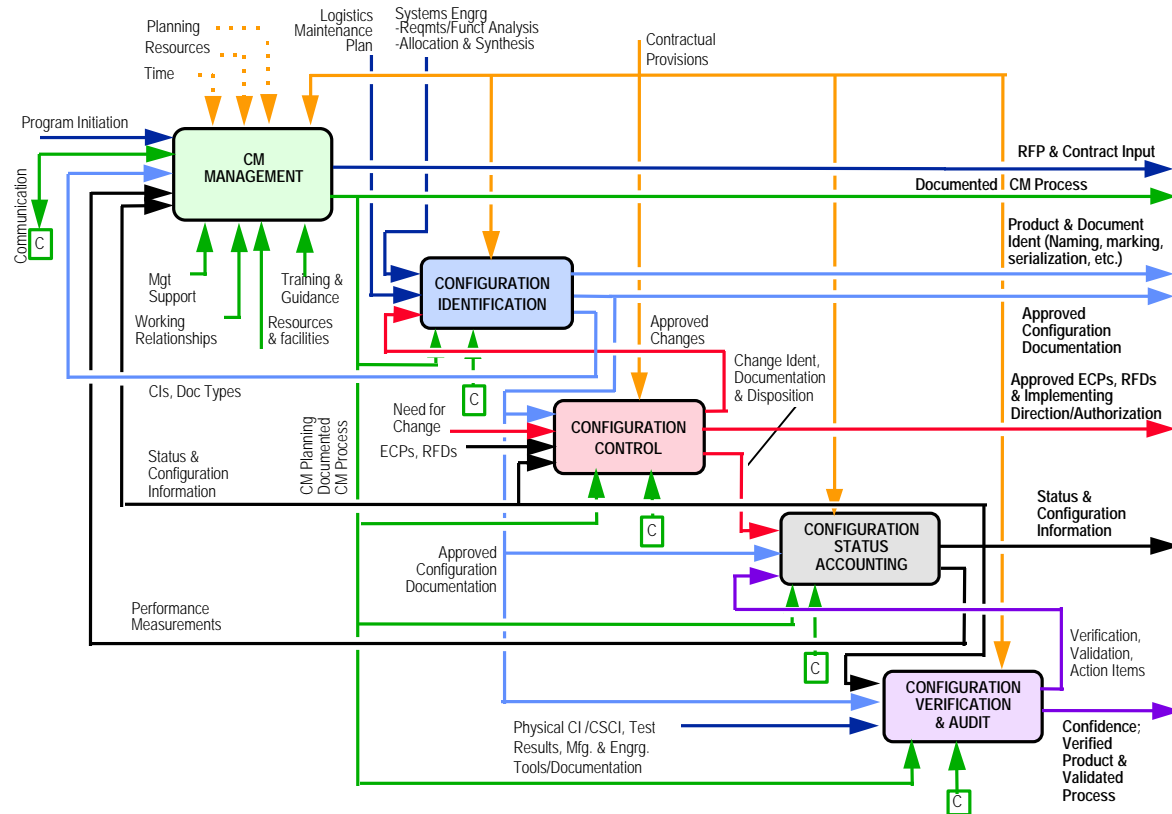 Planning
Resources
Time
Logistics
Maintenance
Plan
Systems Engrg
-Reqmts/Funct Analysis
-Allocation & Synthesis
Contractual
Provisions
Program Initiation
CM
MANAGEMENT
RFP & Contract Input
Documented CM Process
Communication
C
Mgt
Support
Working
Relationships
Training &
Guidance
Resources
& facilities
CONFIGURATION
IDENTIFICATION
Product & Document
Ident (Naming, marking,
serialization, etc.)
Approved
Configuration
Documentation
Approved
Changes
CIs, Doc Types
C
Change Ident,
Documentation
& Disposition
Approved ECPs, RFDs
& Implementing
Direction/Authorization
Need for
Change
ECPs, RFDs
CONFIGURATION
CONTROL
CM Planning
Documented
CM Process
Status &
Configuration
Information
C
CONFIGURATION
STATUS
ACCOUNTING
Status &
Configuration
Information
Approved
Configuration
Documentation
Performance
Measurements
C
Verification,
Validation,
Action Items
CONFIGURATION
VERIFICATION
& AUDIT
Physical CI /CSCI, Test
Results, Mfg. & Engrg.
Tools/Documentation
Confidence;
Verified
Product &
Validated
Process
C